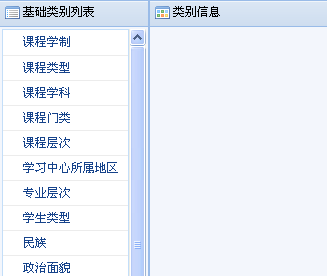 基础类别列表
类别信息
课程学制
课程类型
课程学科
课程门类
课程层次
学习中心所属地区
专业层次
学生类型
民族
政治面貌